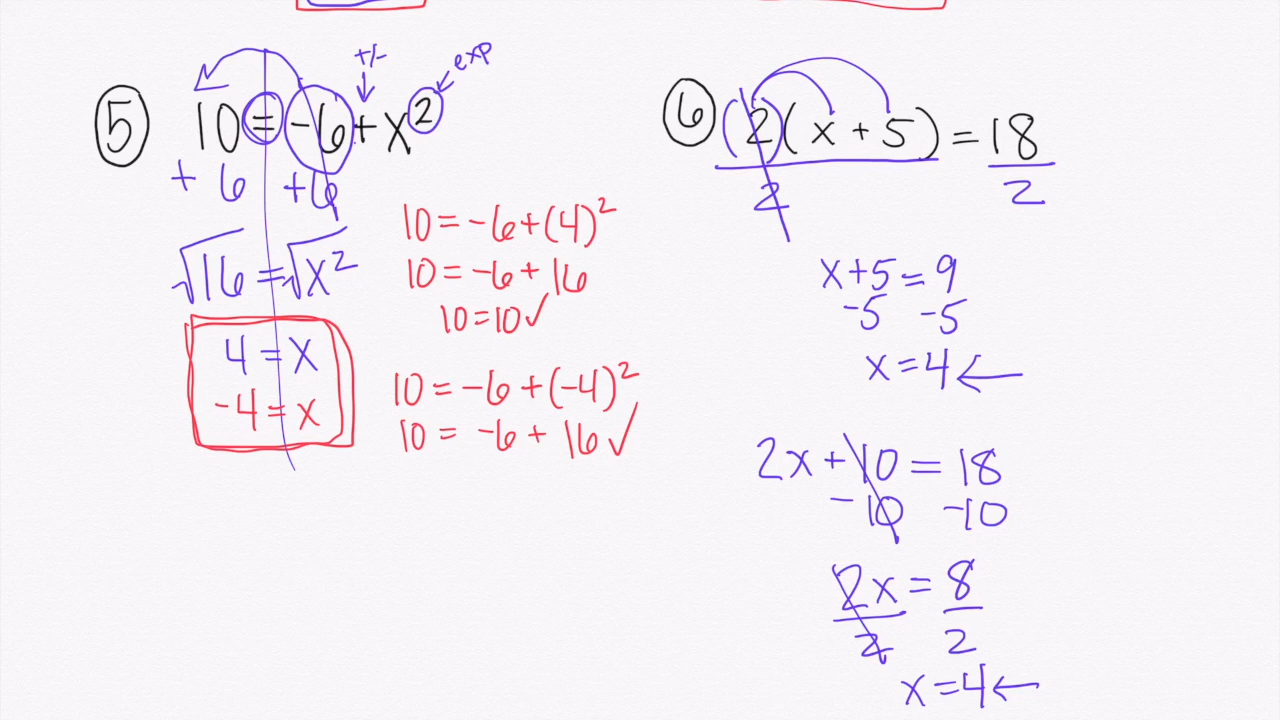 5 10 = -6 + x²
+/-
exp
+ 6 +6
√16 = √x²
4 = x
-4 = x
10 = -6 + (4)²
10 = -6 + 16
10 = 10 ✓
10 = -6 + (-4)²
10 = -6 + 16 ✓
6 (2)(x + 5) = 18
2 2
x + 5 = 9
-5 -5
x = 4 ←
2x + 10 = 18
- 10 -10
2x = 8
2 2
x = 4 ←